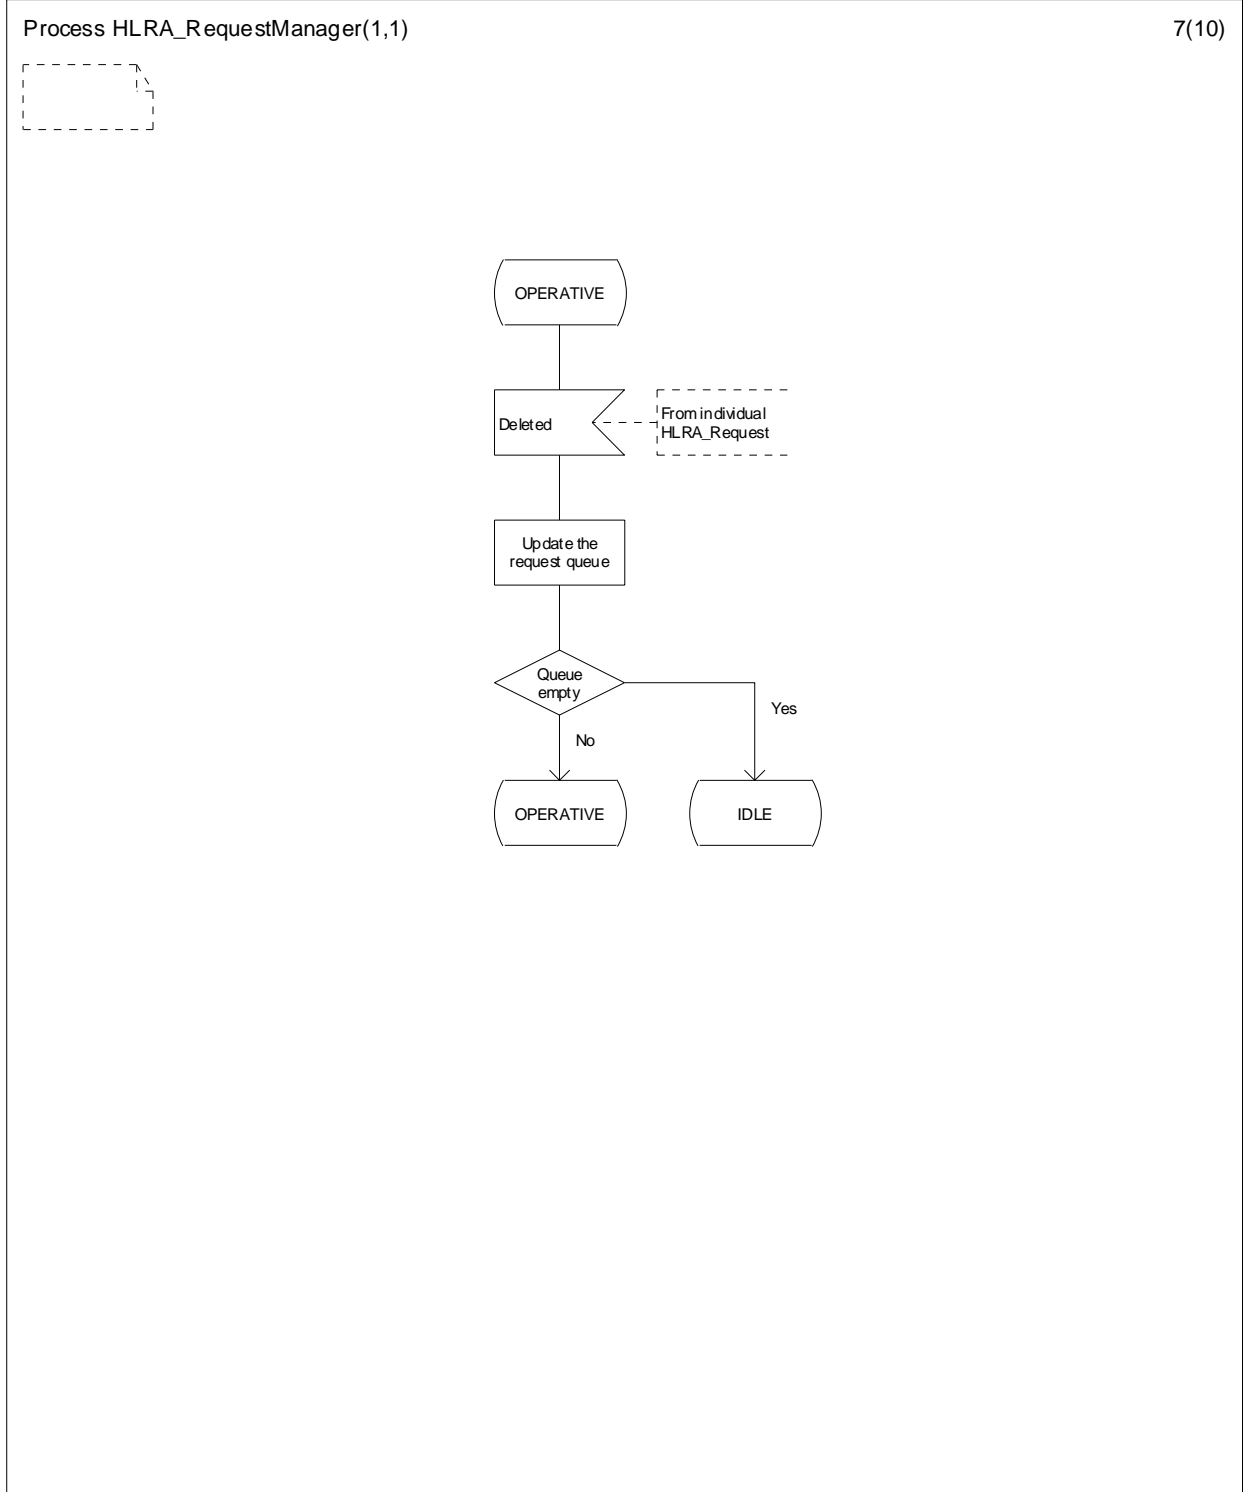 Process HLRA_RequestManager(1,1)
7(10)
OPERATIVE
Deleted
From individual
HLRA_Request
Update the
request queue
Queue
empty
Yes
No
OPERATIVE
IDLE